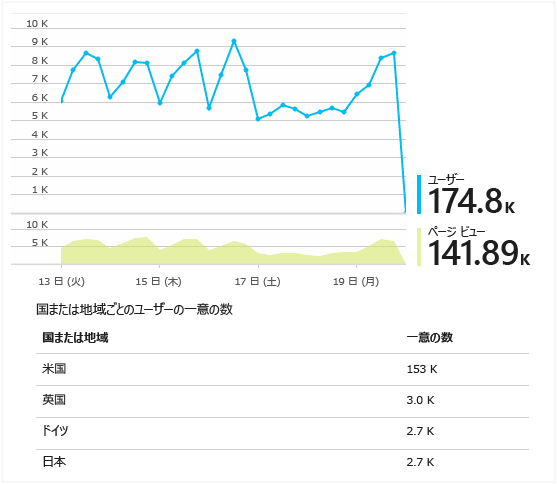 10 K
9 K
8 K
7 K
6 K
5 K
4 K
3 K
2 K
1 K
ユーザー
174.8 K
10 K
5 K
ページ ビュー
141.89 K
13 日 (火) 15 日 (木) 17 日 (土) 19 日 (月)
国または地域ごとのユーザーの一意の数
国または地域 一意の数
米国 153 K
英国 3.0 K
ドイツ 2.7 K
日本 2.7 K